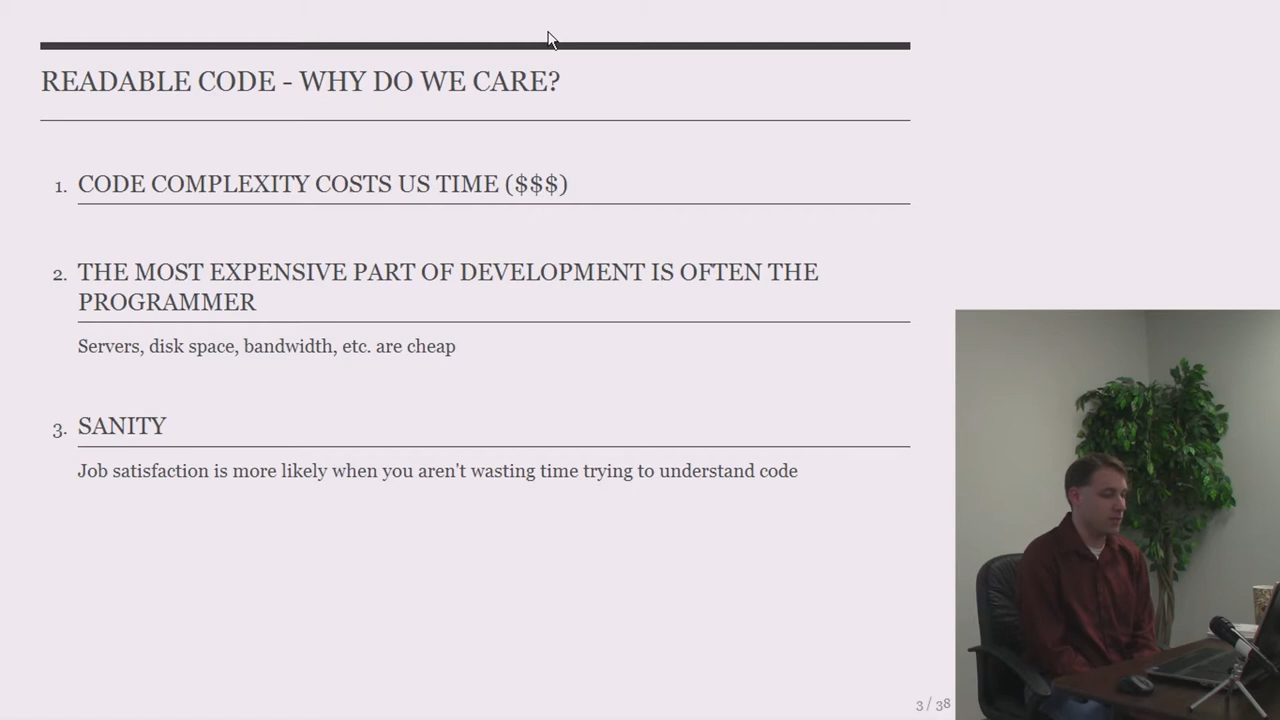 READABLE CODE - WHY DO WE CARE?
1. CODE COMPLEXITY COSTS US TIME ($$$)
2. THE MOST EXPENSIVE PART OF DEVELOPMENT IS OFTEN THE
PROGRAMMER
Servers, disk space, bandwidth, etc. are cheap
3. SANITY
Job satisfaction is more likely when you aren't wasting time trying to understand code
3 / 38